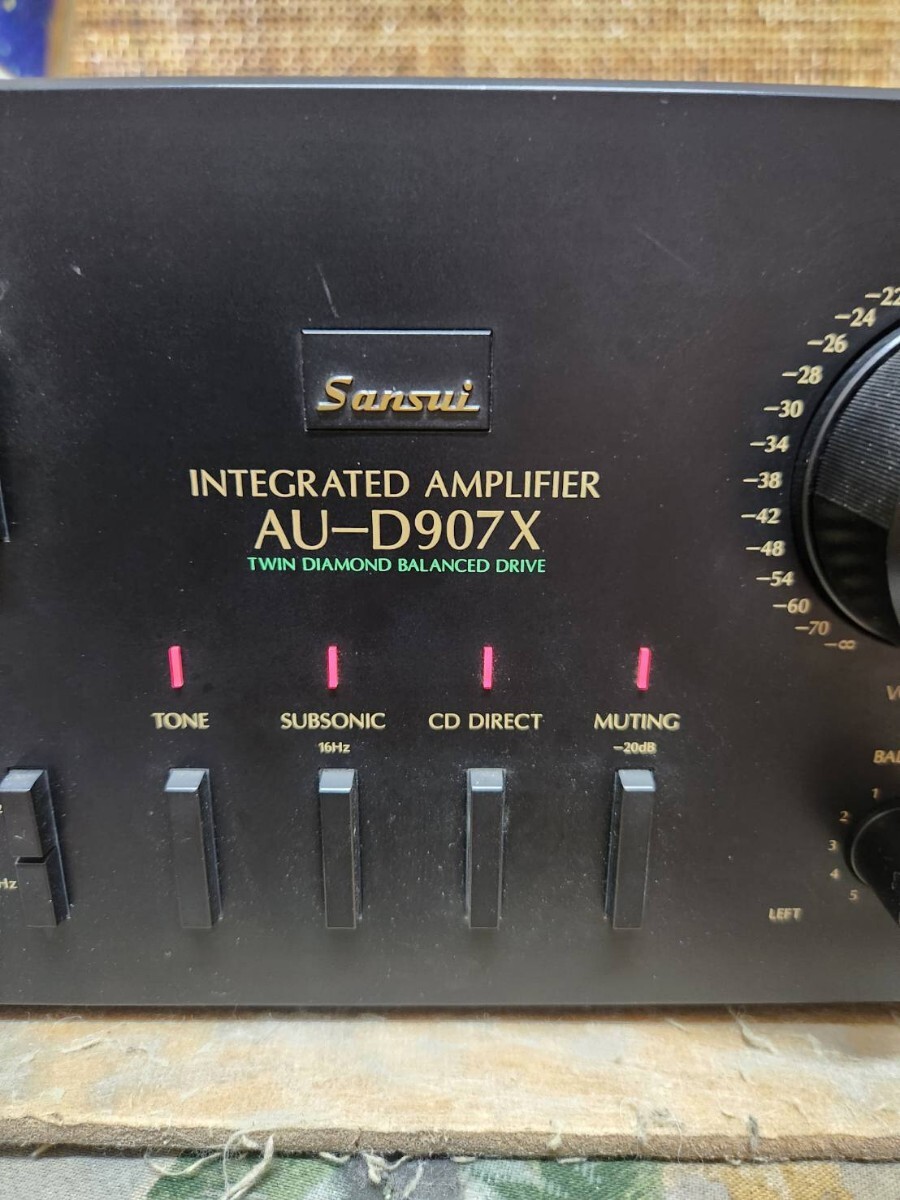 Sansui
INTEGRATED AMPLIFIER
AU-D907X
TWIN DIAMOND BALANCED DRIVE
-22
-24
-26
-28
-30
-34
-38
-42
-48
-54
-60
-70
-∞
TONE
SUBSONIC
16Hz
CD DIRECT
MUTING
-20dB
1
2
3
4
5
LEFT